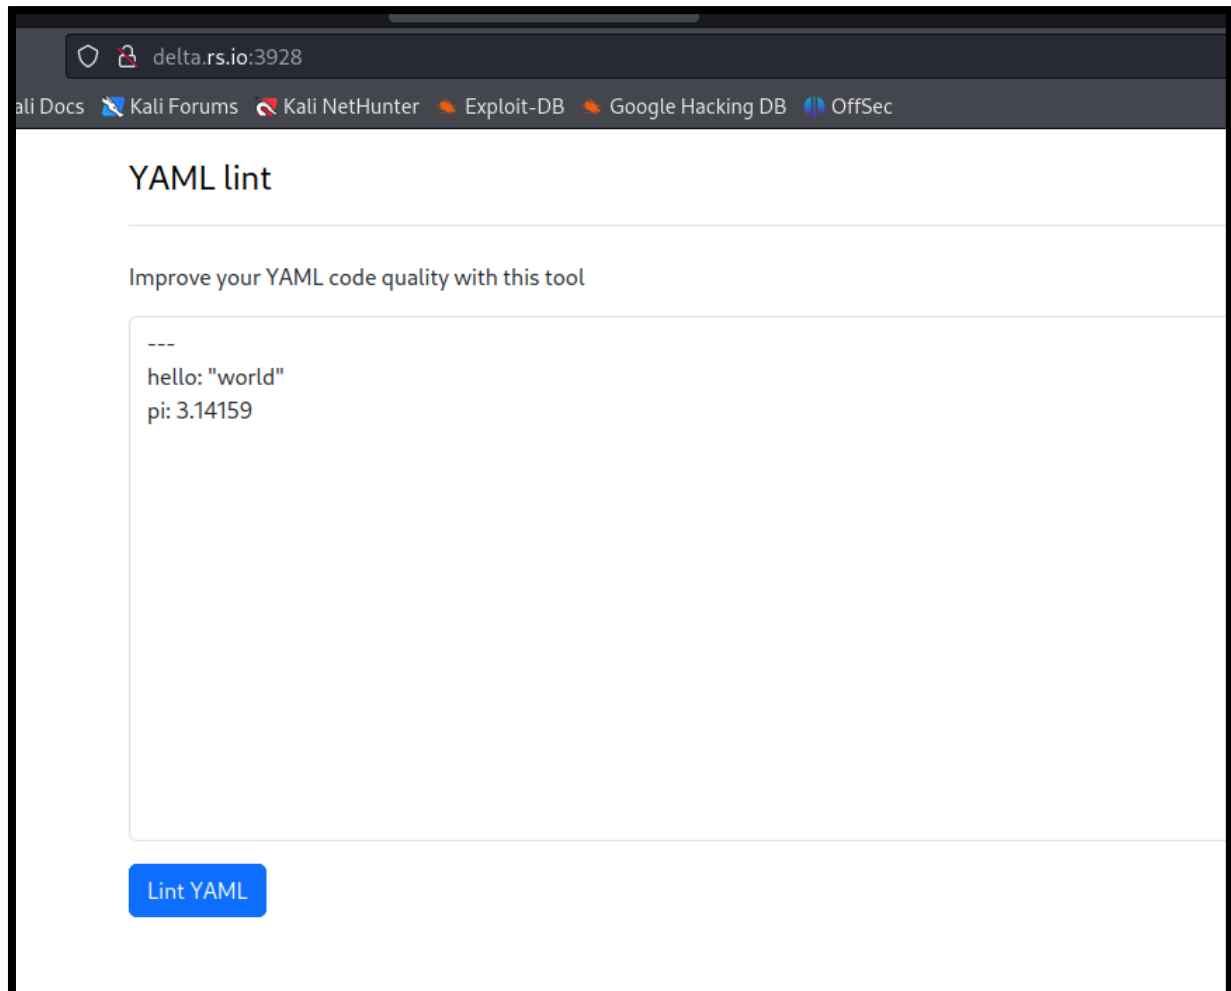 delta.rs.io:3928
ali Docs Kali Forums Kali NetHunter Exploit-DB Google Hacking DB OffSec
YAML lint
Improve your YAML code quality with this tool
---
hello: "world"
pi: 3.14159
Lint YAML